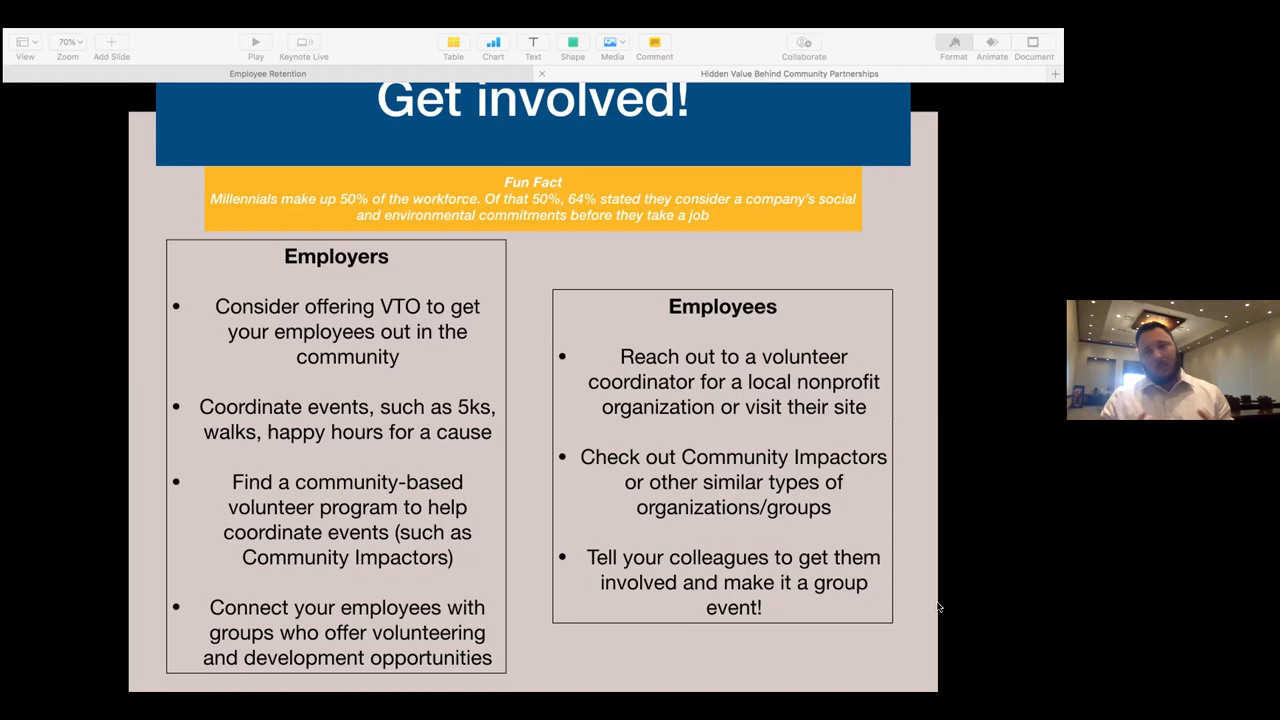 View
70%
Zoom
Add Slide
Play
Keynote Live
Table
Chart
T
Text
Shape
Media
Comment
Collaborate
Format
Animate
Document
Employee Retention
Hidden Value Behind Community Partnerships
Get involved!
Fun Fact
Millennials make up 50% of the workforce. Of that 50%, 64% stated they consider a company's social
and environmental commitments before they take a job
Employers
• Consider offering VTO to get
your employees out in the
community
• Coordinate events, such as 5ks,
walks, happy hours for a cause
• Find a community-based
volunteer program to help
coordinate events (such as
Community Impactors)
• Connect your employees with
groups who offer volunteering
and development opportunities
Employees
• Reach out to a volunteer
coordinator for a local nonprofit
organization or visit their site
• Check out Community Impactors
or other similar types of
organizations/groups
• Tell your colleagues to get them
involved and make it a group
event!